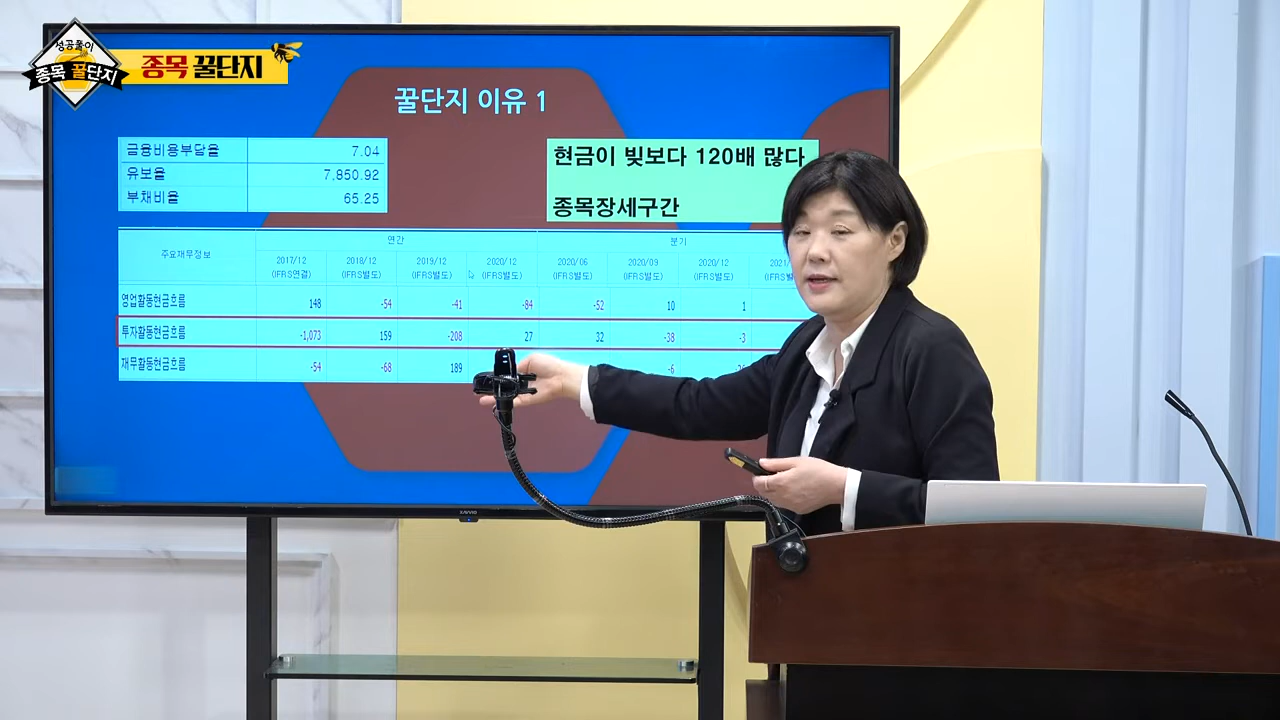 성공풀이
종목 꿀단지
종목 꿀단지
꿀단지 이유 1
금융비용부담율 7.04
유보율 7,850.92
부채비율 65.25
현금이 빚보다 120배 많다
종목장세구간
주요재무정보 연간 분기
2017/12 2018/12 2019/12 2020/12 2020/06 2020/09 2020/12 2021/
(IFRS연결) (IFRS별도) (IFRS별도) (IFRS별도) (IFRS별도) (IFRS별도) (IFRS별도) (IFRS별
영업활동현금흐름 148 -54 -41 -84 -52 10 1
투자활동현금흐름 -1,073 159 -208 27 32 -38 -3
재무활동현금흐름 -54 -68 189 -6